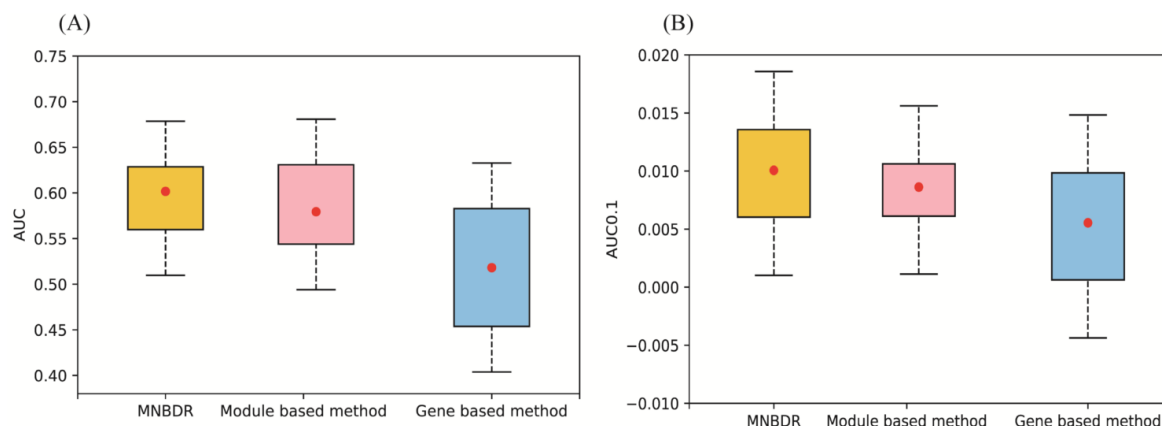 (A)
0.75
0.70
0.65
0.60
0.55
0.50
0.45
0.40
AUC
MNBDR Module based method Gene based method
(B)
0.020
0.015
0.010
0.005
0.000
−0.005
−0.010
AUC0.1
MNBDR Module based method Gene based method